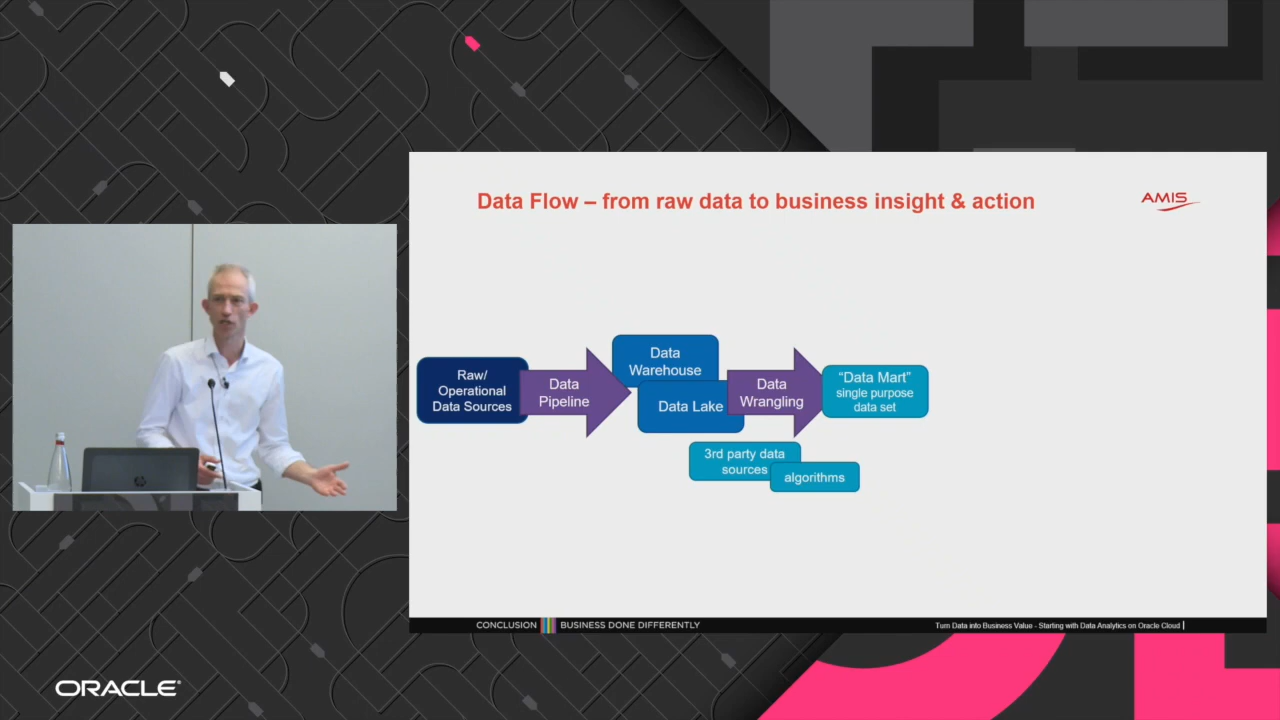 Data Flow – from raw data to business insight & action
AMIS
Raw/
Operational
Data Sources
Data
Pipeline
Data
Warehouse
Data Lake
Data
Wrangling
“Data Mart”
single purpose
data set
3rd party data
sources
algorithms
CONCLUSION BUSINESS DONE DIFFERENTLY
Turn Data into Business Value - Starting with Data Analytics on Oracle Cloud
ORACLE®